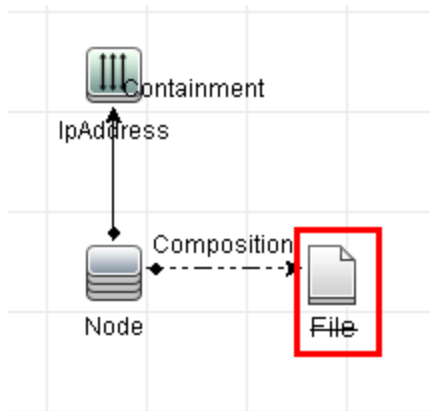 Containment
IpAddress
Composition
Node
File